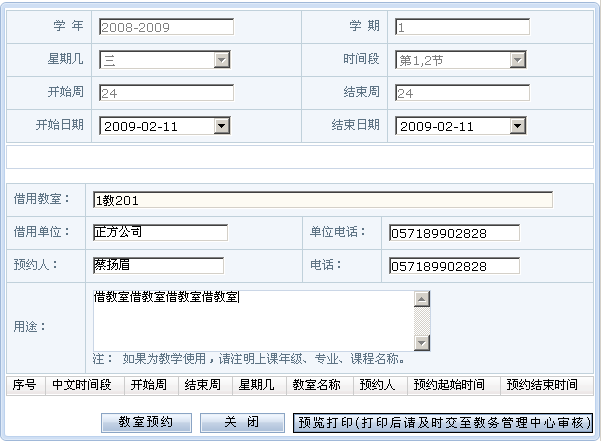 学 年 2008-2009 学 期 1
星期几 三 时间段 第1,2节
开始周 24 结束周 24
开始日期 2009-02-11 结束日期 2009-02-11
借用教室： 1教201
借用单位： 正方公司 单位电话： 057189902828
预约人： 蔡扬眉 电话： 057189902828
用途： 借教室借教室借教室借教室
注： 如果为教学使用，请注明上课年级、专业、课程名称。
序号 中文时间段 开始周 结束周 星期几 教室名称 预约人 预约起始时间 预约结束时间
教室预约 关 闭 预览打印(打印后请及时交至教务管理中心审核)